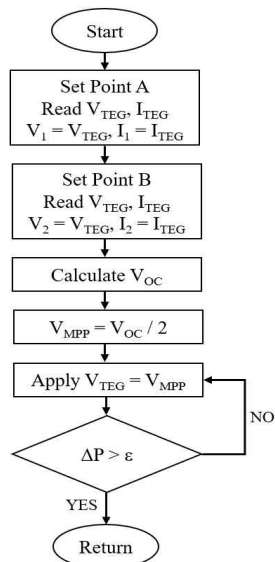 Start
Set Point A
Read V_TEG, I_TEG
V_1 = V_TEG, I_1 = I_TEG
Set Point B
Read V_TEG, I_TEG
V_2 = V_TEG, I_2 = I_TEG
Calculate V_OC
V_MPP = V_OC / 2
Apply V_TEG = V_MPP
NO
ΔP > ε
YES
Return